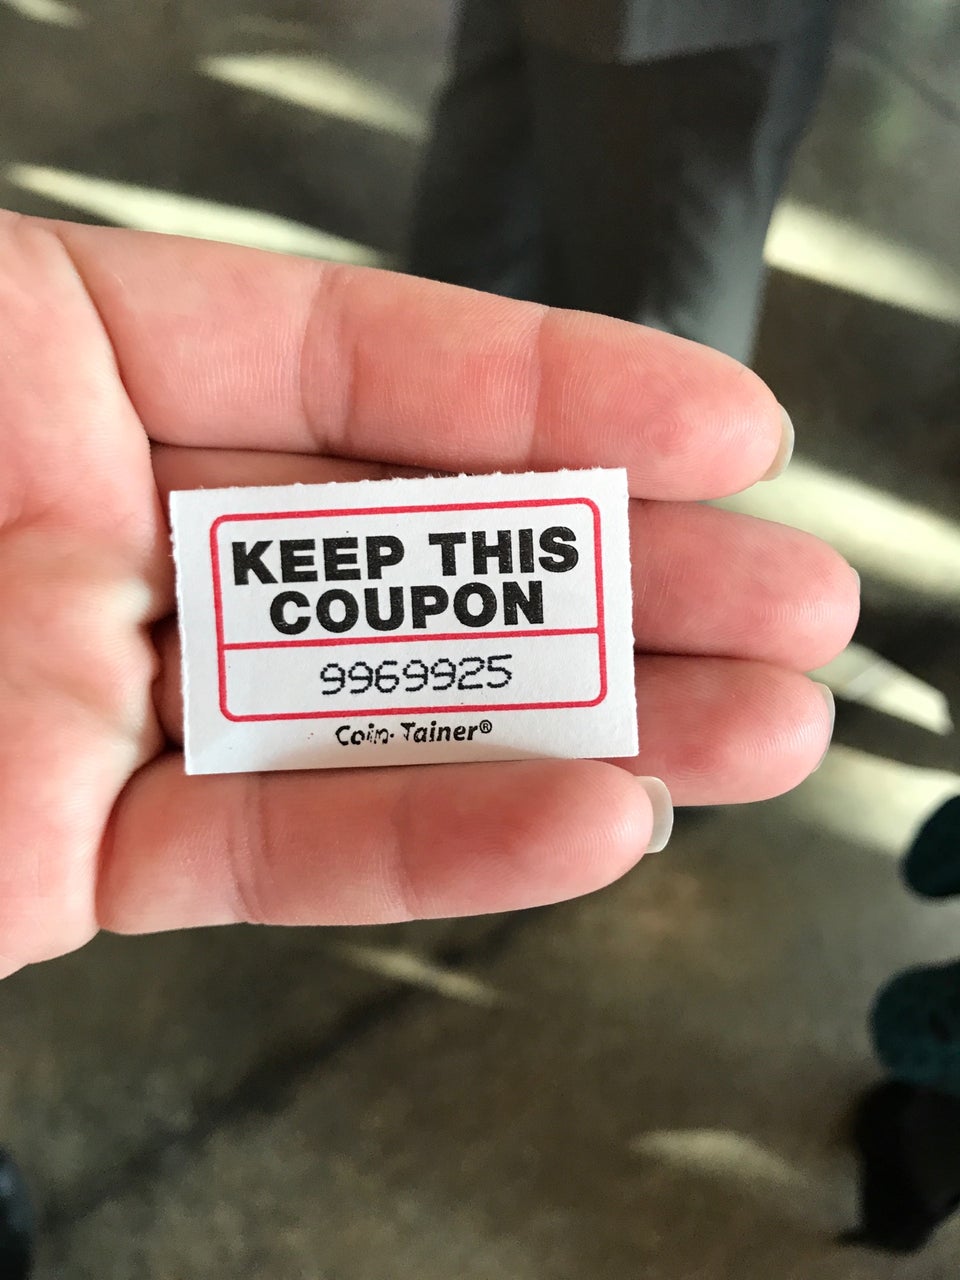 KEEP THIS
COUPON
9969925
Coin-Tainer®